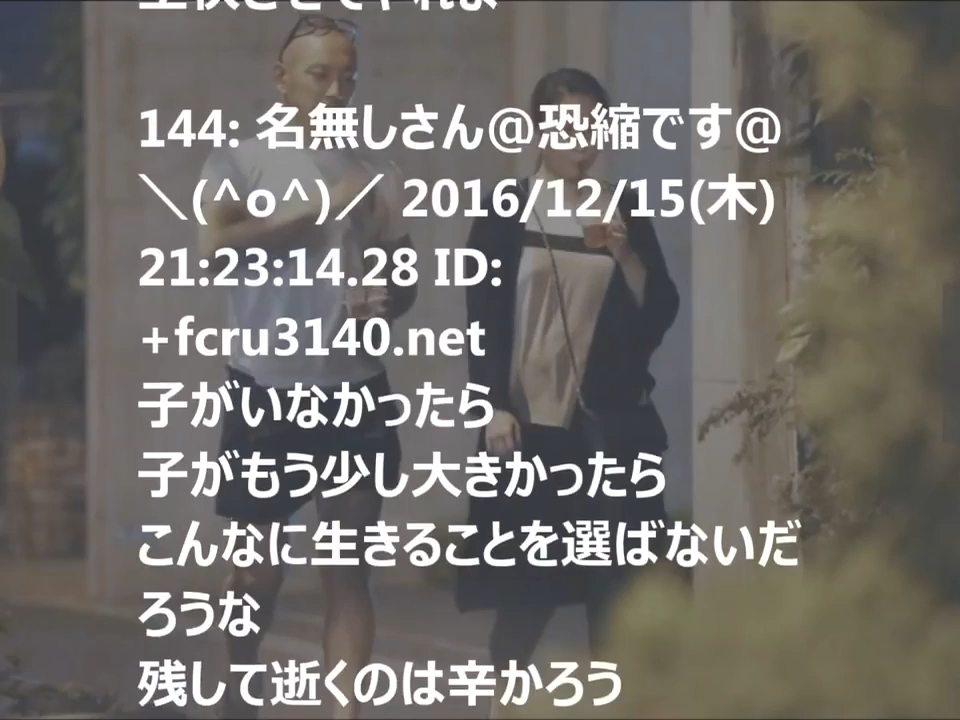 144: 名無しさん@恐縮です@
＼(^o^)／ 2016/12/15(木)
21:23:14.28 ID:
+fcru3140.net
子がいなかったら
子がもう少し大きかったら
こんなに生きることを選ばないだ
ろうな
残して逝くのは辛かろう